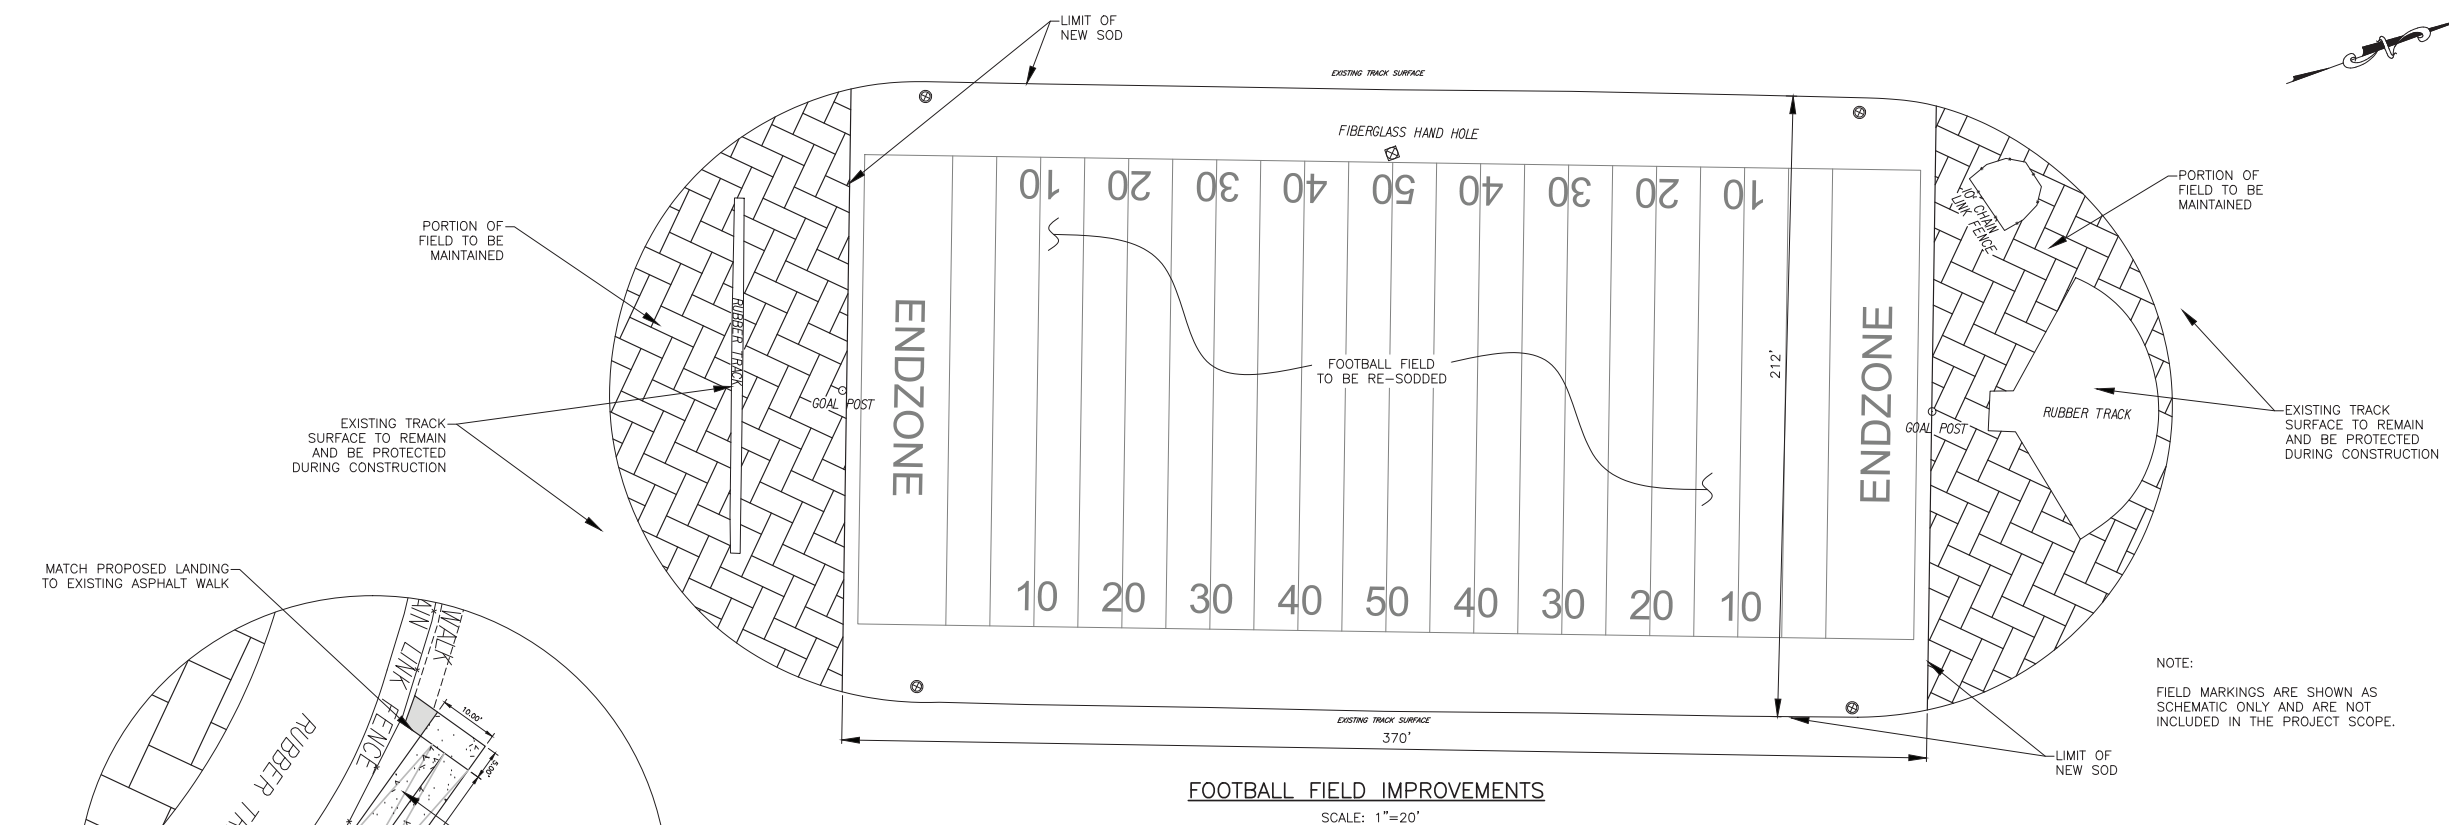 LIMIT OF
NEW SOD
EXISTING TRACK SURFACE
FIBERGLASS HAND HOLE
PORTION OF
FIELD TO BE
MAINTAINED
10' CHAIN
LINK FENCE
PORTION OF
FIELD TO BE
MAINTAINED
10 20 30 40 50 40 30 20 10
RUBBER TRACK
ENDZONE
FOOTBALL FIELD
TO BE RE-SODDED
212'
ENDZONE
GOAL POST
GOAL POST
RUBBER TRACK
EXISTING TRACK
SURFACE TO REMAIN
AND BE PROTECTED
DURING CONSTRUCTION
EXISTING TRACK
SURFACE TO REMAIN
AND BE PROTECTED
DURING CONSTRUCTION
10 20 30 40 50 40 30 20 10
MATCH PROPOSED LANDING
TO EXISTING ASPHALT WALK
WALK
LINK FENCE
RUBBER
10.00'
5.00'
NOTE:
FIELD MARKINGS ARE SHOWN AS
SCHEMATIC ONLY AND ARE NOT
INCLUDED IN THE PROJECT SCOPE.
EXISTING TRACK SURFACE
370'
LIMIT OF
NEW SOD
FOOTBALL FIELD IMPROVEMENTS
SCALE: 1"=20'